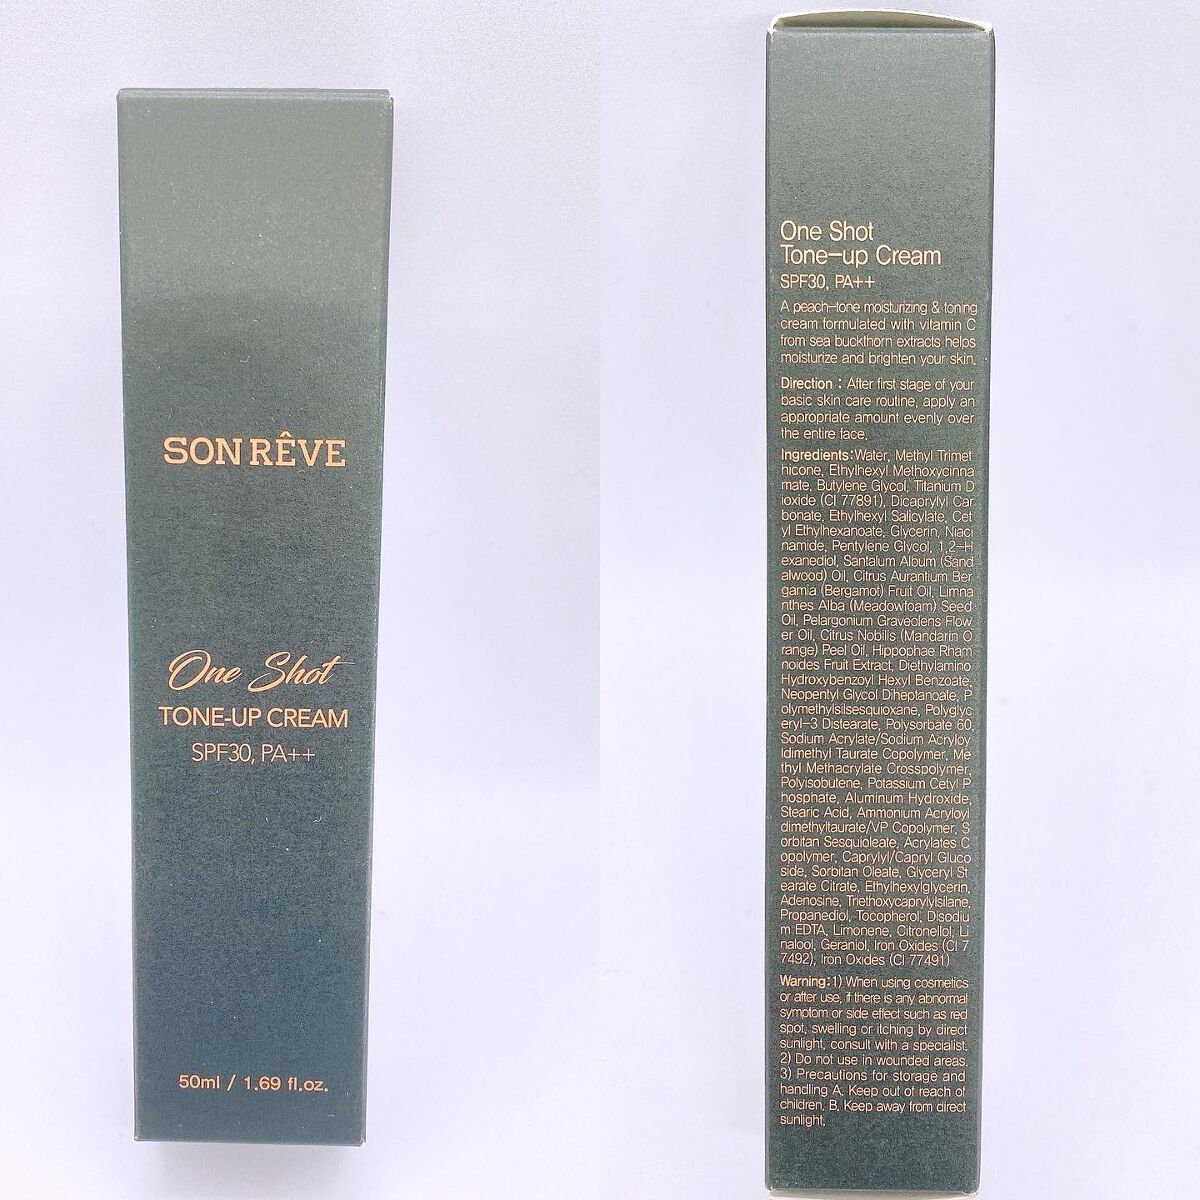 SON RÊVE
One Shot
TONE-UP CREAM
SPF30, PA++
50ml / 1.69 fl.oz.
One Shot
Tone-up Cream
SPF30, PA++
A peach-tone moisturizing & toning
cream formulated with vitamin C
from sea buckthorn extracts helps
moisturize and brighten your skin.
Direction : After first stage of your
basic skin care routine, apply an
appropriate amount evenly over
the entire face.
Ingredients:Water, Methyl Trimet
hicone, Ethylhexyl Methoxycinna
mate, Butylene Glycol, Titanium D
ioxide (CI 77891), Dicaprylyl Car
bonate, Ethylhexyl Salicylate, Cet
yl Ethylhexanoate, Glycerin, Niaci
namide, Pentylene Glycol, 1,2-H
exanediol, Santalum Album (Sand
alwood) Oil, Citrus Aurantium Ber
gamia (Bergamot) Fruit Oil, Limna
nthes Alba (Meadowfoam) Seed
Oil, Pelargonium Graveolens Flow
er Oil, Citrus Nobilis (Mandarin O
range) Peel Oil, Hippophae Rham
noides Fruit Extract, Diethylamino
Hydroxybenzoyl Hexyl Benzoate,
Neopentyl Glycol Diheptanoate, P
olymethylsilsesquioxane, Polyglyc
eryl-3 Distearate, Polysorbate 60,
Sodium Acrylate/Sodium Acryloy
ldimethyl Taurate Copolymer, Me
thyl Methacrylate Crosspolymer,
Polyisobutene, Potassium Cetyl P
hosphate, Aluminum Hydroxide,
Stearic Acid, Ammonium Acryloyl
dimethyltaurate/VP Copolymer, S
orbitan Sesquioleate, Acrylates C
opolymer, Caprylyl/Capryl Gluco
side, Sorbitan Oleate, Glyceryl St
earate Citrate, Ethylhexylglycerin,
Adenosine, Triethoxycaprylylsilane,
Propanediol, Tocopherol, Disodiu
m EDTA, Limonene, Citronellol, Li
nalool, Geraniol, Iron Oxides (CI 7
7492), Iron Oxides (CI 77491)
Warning:1) When using cosmetics
or after use, if there is any abnormal
symptom or side effect such as red
spot, swelling or itching by direct
sunlight, consult with a specialist.
2) Do not use in wounded areas.
3) Precautions for storage and
handling A. Keep out of reach of
children. B. Keep away from direct
sunlight.